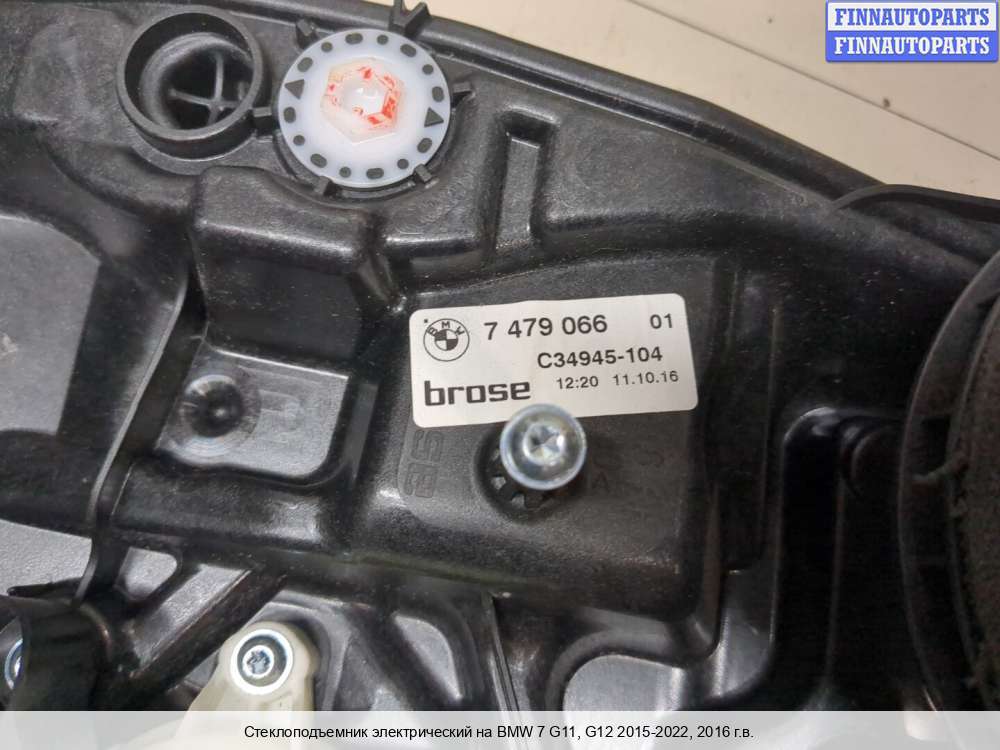 FINNAUTOPARTS
FINNAUTOPARTS
BMW
7 479 066 01
C34945-104
brose 12:20 11.10.16
Стеклоподъемник электрический на BMW 7 G11, G12 2015-2022, 2016 г.в.